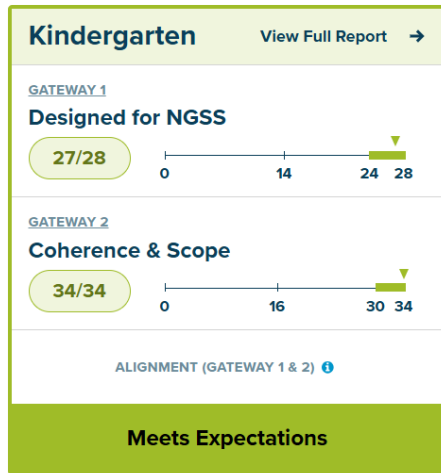 Kindergarten View Full Report →
GATEWAY 1
Designed for NGSS
27/28
0 14 24 28
GATEWAY 2
Coherence & Scope
34/34
0 16 30 34
ALIGNMENT (GATEWAY 1 & 2) i
Meets Expectations